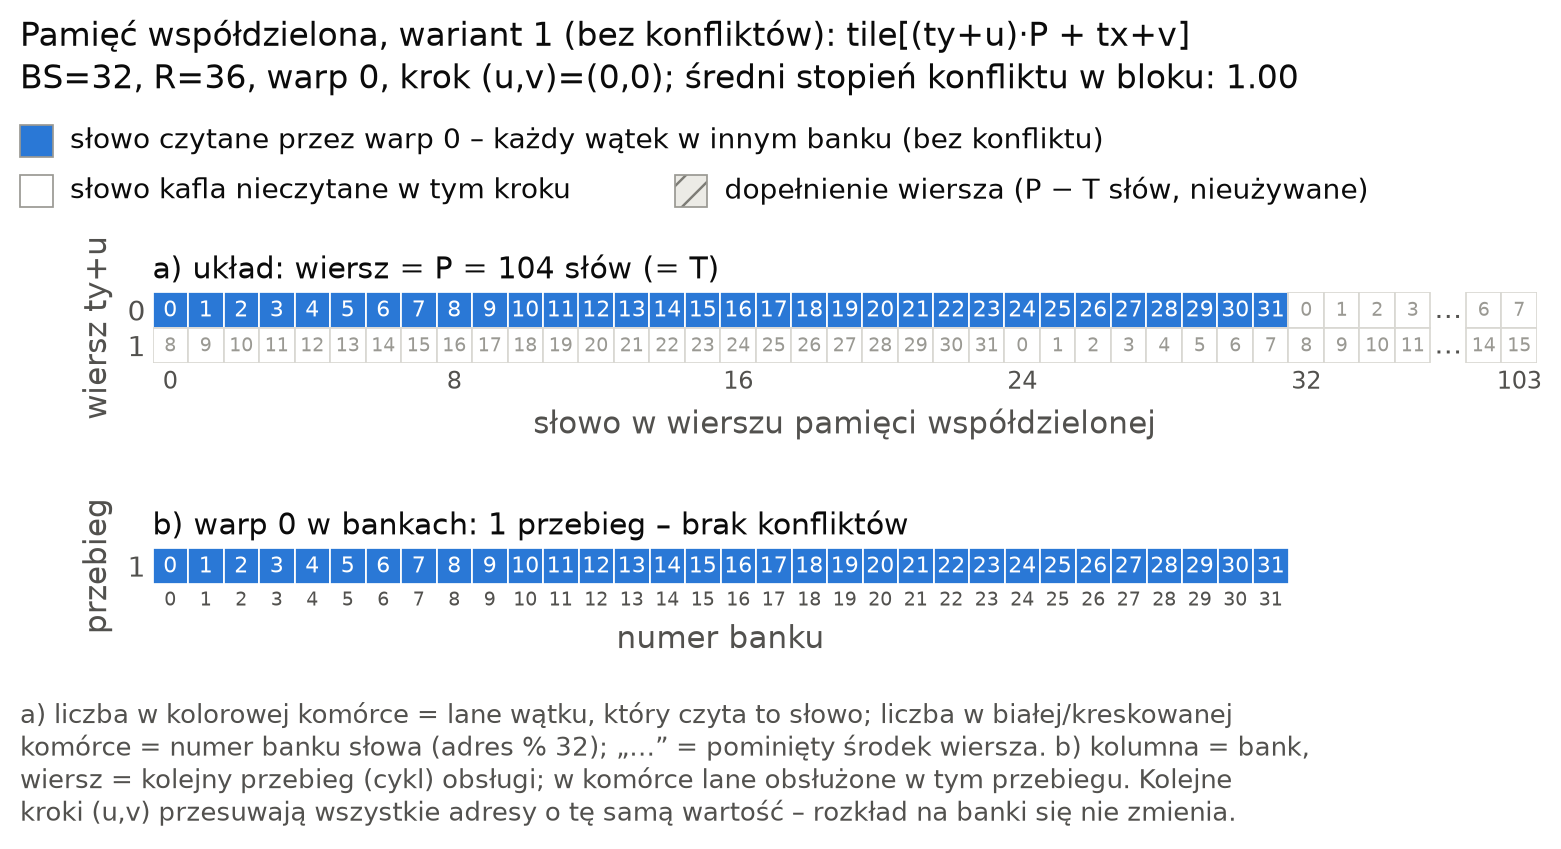 Pamięć współdzielona, wariant 1 (bez konfliktów): tile[(ty+u)·P + tx+v]
BS=32, R=36, warp 0, krok (u,v)=(0,0); średni stopień konfliktu w bloku: 1.00
słowo czytane przez warp 0 – każdy wątek w innym banku (bez konfliktu)
słowo kafla nieczytane w tym kroku
dopełnienie wiersza (P − T słów, nieużywane)
wiersz ty+u
a) układ: wiersz = P = 104 słów (= T)
0 0 1 2 3 4 5 6 7 8 9 10 11 12 13 14 15 16 17 18 19 20 21 22 23 24 25 26 27 28 29 30 31 0 1 2 3 ... 6 7
1 8 9 10 11 12 13 14 15 16 17 18 19 20 21 22 23 24 25 26 27 28 29 30 31 0 1 2 3 4 5 6 7 8 9 10 11 ... 14 15
0 8 16 24 32 103
słowo w wierszu pamięci współdzielonej
przebieg
b) warp 0 w bankach: 1 przebieg – brak konfliktów
1 0 1 2 3 4 5 6 7 8 9 10 11 12 13 14 15 16 17 18 19 20 21 22 23 24 25 26 27 28 29 30 31
0 1 2 3 4 5 6 7 8 9 10 11 12 13 14 15 16 17 18 19 20 21 22 23 24 25 26 27 28 29 30 31
numer banku
a) liczba w kolorowej komórce = lane wątku, który czyta to słowo; liczba w białej/kreskowanej
komórce = numer banku słowa (adres % 32); „…” = pominięty środek wiersza. b) kolumna = bank,
wiersz = kolejny przebieg (cykl) obsługi; w komórce lane obsłużone w tym przebiegu. Kolejne
kroki (u,v) przesuwają wszystkie adresy o tę samą wartość – rozkład na banki się nie zmienia.